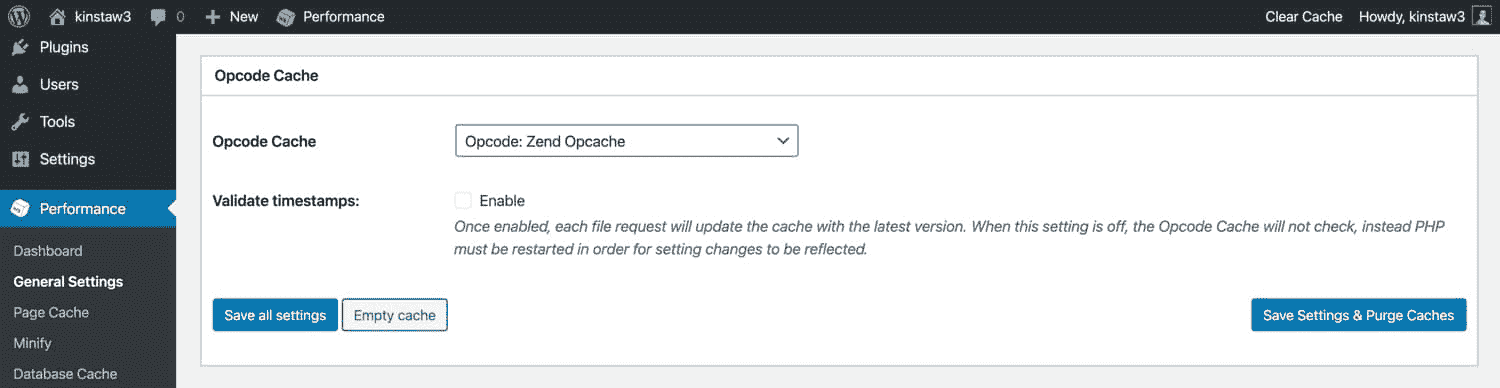 kinstaw3 0 New Performance Clear Cache Howdy, kinstaw3
Plugins
Users
Tools
Settings
Performance
Dashboard
General Settings
Page Cache
Minify
Database Cache
Opcode Cache
Opcode Cache Opcode: Zend Opcache
Validate timestamps: Enable
Once enabled, each file request will update the cache with the latest version. When this setting is off, the Opcode Cache will not check, instead PHP
must be restarted in order for setting changes to be reflected.
Save all settings Empty cache Save Settings & Purge Caches